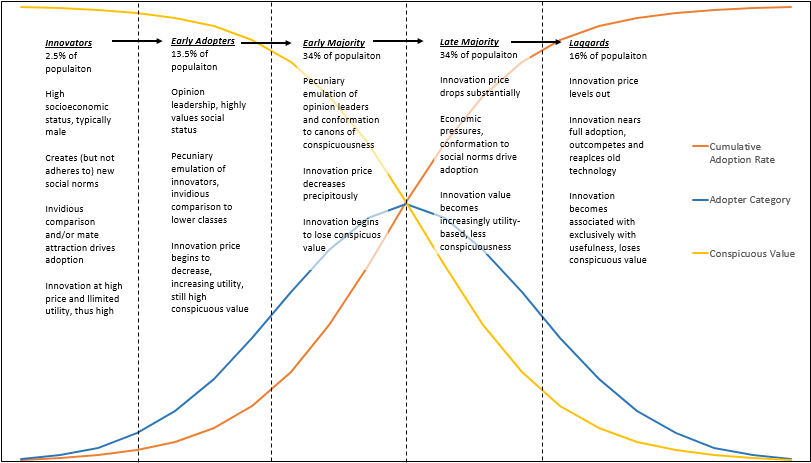 Innovators
2.5% of
populaiton
High
socioeconomic
status, typically
male
Creates (but not
adheres to) new
social norms
Invidious
comparison
and/or mate
attraction drives
adoption
Innovation at high
price and llimited
utility, thus high
Early Adopters
13.5% of
populaiton
Opinion
leadership, highly
values social
status
Pecuniary
emulation of
innovators,
invidious
comparison to
lower classes
Innovation price
begins to
decrease,
increasing utility,
still high
conspicuous value
Early Majority
34% of populaiton
Pecuniary
emulation of
opinion leaders
and conformation
to canons of
conspicuousness
Innovation price
decreases
precipitously
Innovation begins
to lose conspicuos
value
Late Majority
34% of populaiton
Innovation price
drops substantially
Economic
pressures,
conformation to
social norms drive
adoption
Innovation value
becomes
increasingly utility-
based, less
conspicuousness
Laggards
16% of populaiton
Innovation price
levels out
Innovation nears
full adoption,
outcompetes and
reaplces old
technology
Innovation
becomes
associated with
exclusively with
usefulness, loses
conspicuous value
Cumulative
Adoption Rate
Adopter Category
Conspicuous Value